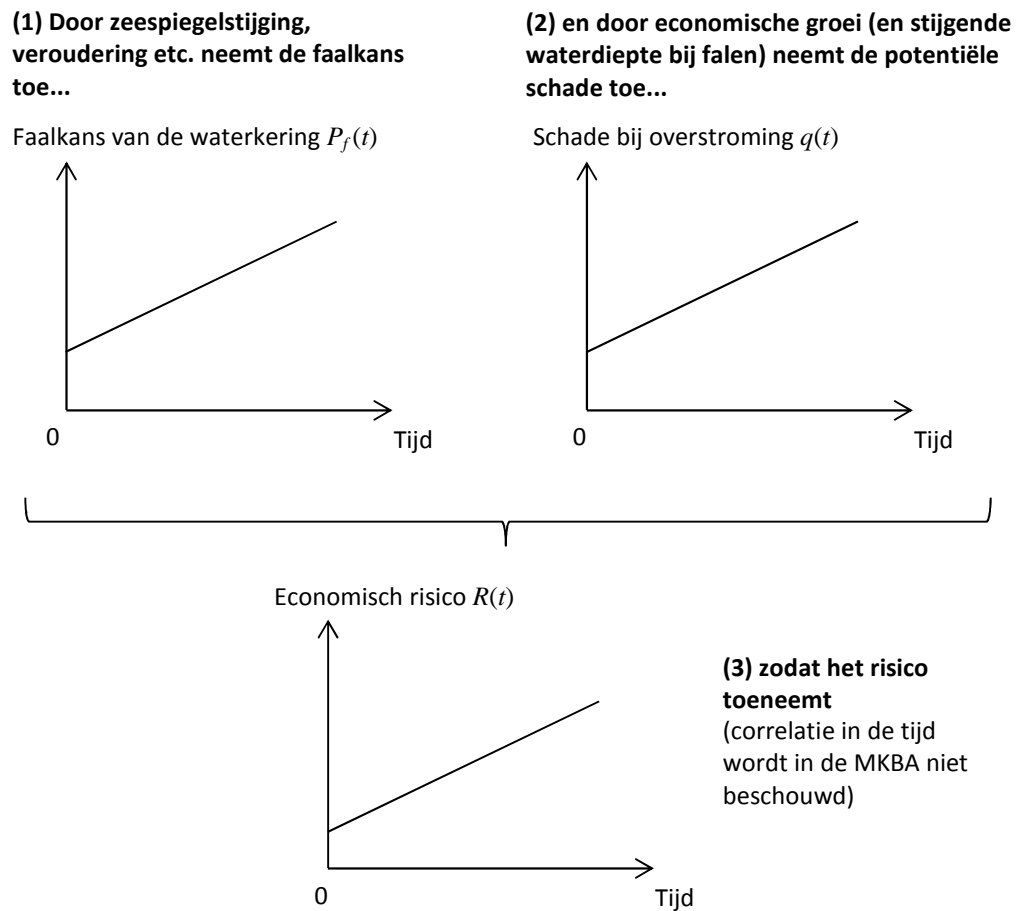 (1) Door zeespiegelstijging,
veroudering etc. neemt de faalkans
toe...
(2) en door economische groei (en stijgende
waterdiepte bij falen) neemt de potentiële
schade toe...
Faalkans van de waterkering P_f(t)
Schade bij overstroming q(t)
0
Tijd
0
Tijd
Economisch risico R(t)
(3) zodat het risico
toeneemt
(correlatie in de tijd
wordt in de MKBA niet
beschouwd)
0
Tijd